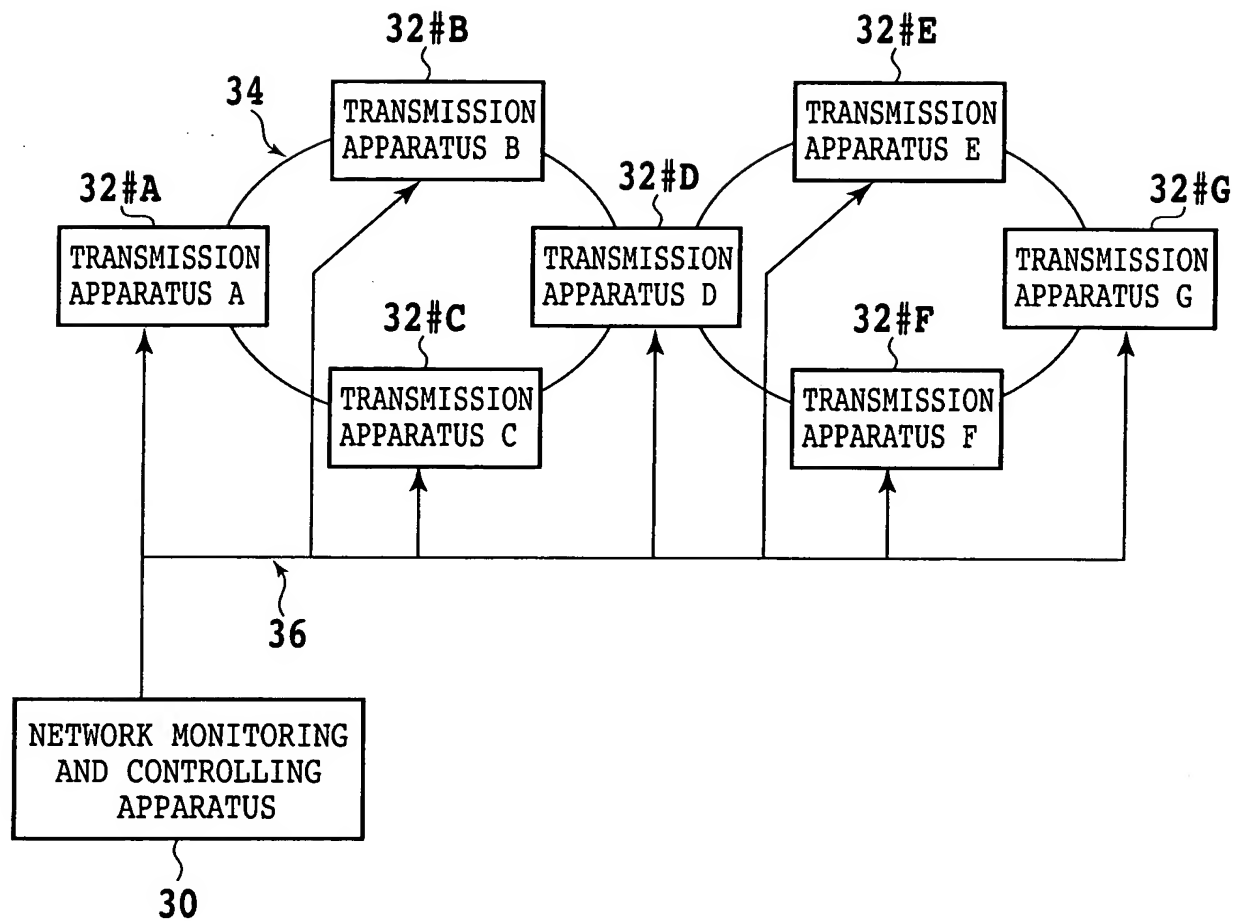 32#B
32#E
34
TRANSMISSION
APPARATUS B
TRANSMISSION
APPARATUS E
32#A
32#D
32#G
TRANSMISSION
APPARATUS A
TRANSMISSION
APPARATUS D
TRANSMISSION
APPARATUS G
32#C
32#F
TRANSMISSION
APPARATUS C
TRANSMISSION
APPARATUS F
36
NETWORK MONITORING
AND CONTROLLING
APPARATUS
30